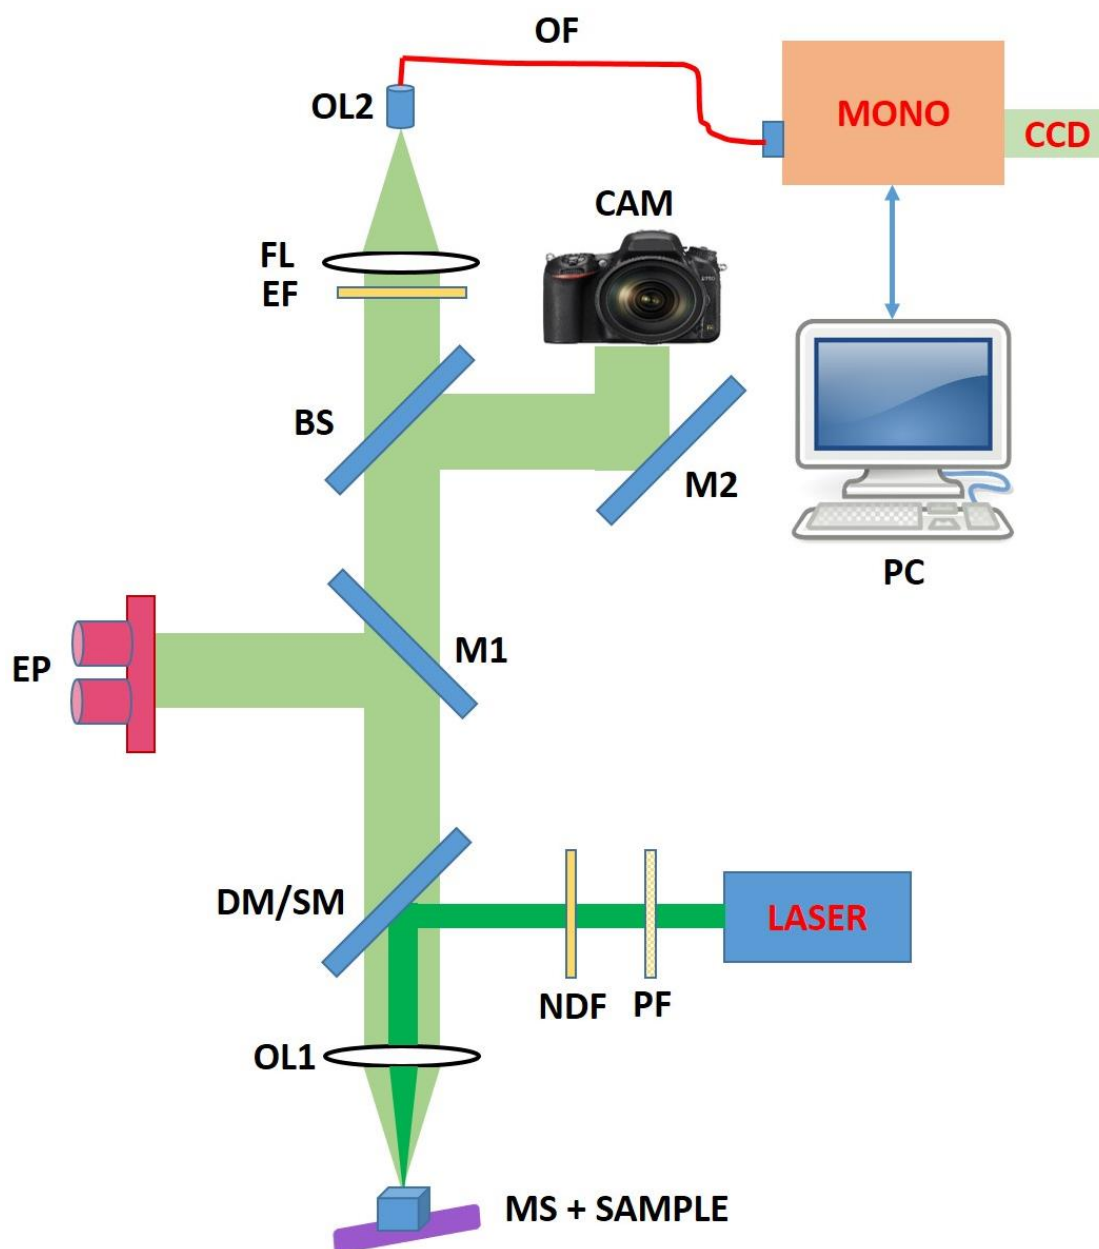 OF
OL2
MONO
CCD
CAM
FL
EF
BS
M2
PC
M1
EP
DM/SM
LASER
NDF
PF
OL1
MS + SAMPLE